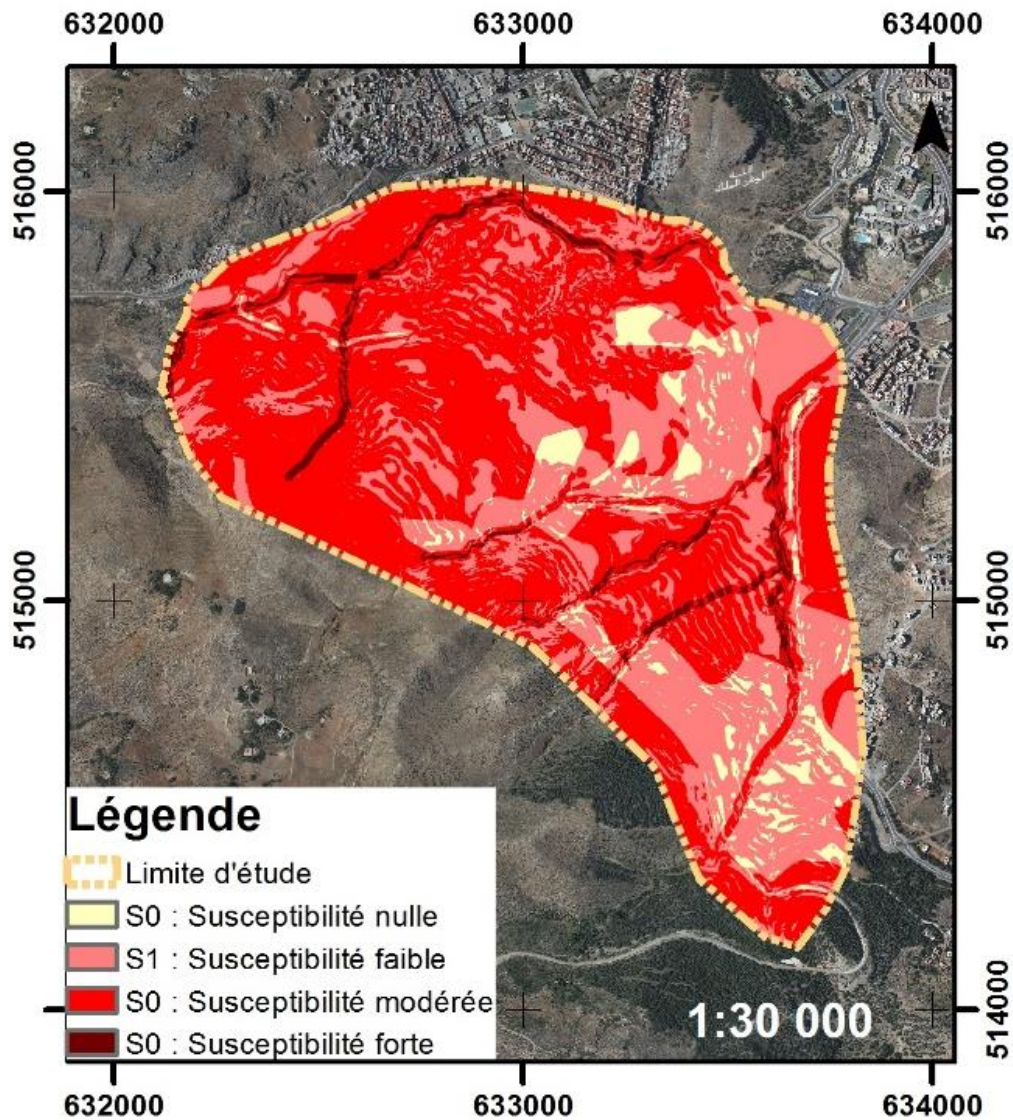 632000 633000 634000
N
516000 516000
515000 515000
Légende
Limite d'étude
S0 : Susceptibilité nulle
S1 : Susceptibilité faible
S0 : Susceptibilité modérée
S0 : Susceptibilité forte
1:30 000
514000
632000 633000 634000